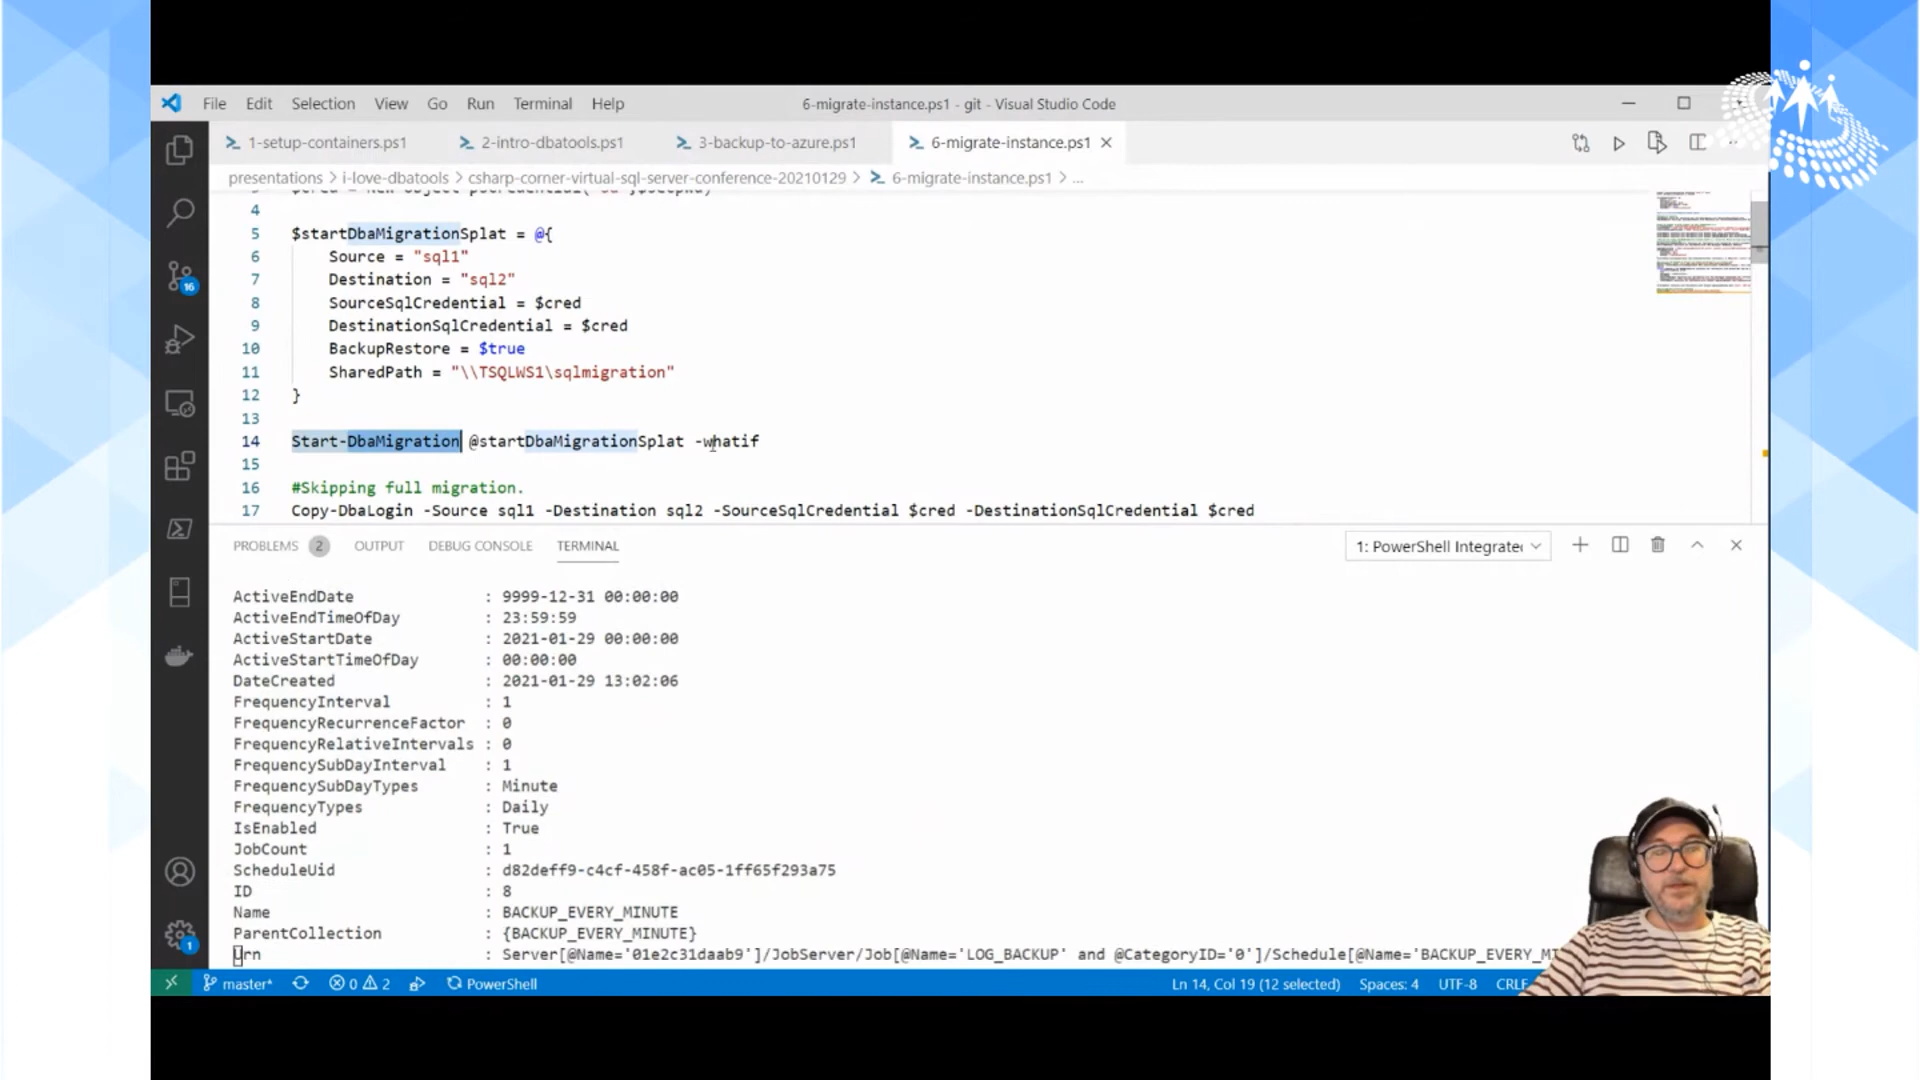 File Edit Selection View Go Run Terminal Help 6-migrate-instance.ps1 - git - Visual Studio Code
1-setup-containers.ps1 2-intro-dbatools.ps1 3-backup-to-azure.ps1 6-migrate-instance.ps1
presentations > i-love-dbatools > csharp-corner-virtual-sql-server-conference-20210129 > 6-migrate-instance.ps1 > ...
4
5 $startDbaMigrationSplat = @{
6 Source = "sql1"
7 Destination = "sql2"
8 SourceSqlCredential = $cred
9 DestinationSqlCredential = $cred
10 BackupRestore = $true
11 SharedPath = "\\TSQLWS1\sqlmigration"
12 }
13
14 Start-DbaMigration @startDbaMigrationSplat -whatif
15
16 #Skipping full migration.
17 Copy-DbaLogin -Source sql1 -Destination sql2 -SourceSqlCredential $cred -DestinationSqlCredential $cred
16
PROBLEMS 2 OUTPUT DEBUG CONSOLE TERMINAL 1: PowerShell Integrate
ActiveEndDate : 9999-12-31 00:00:00
ActiveEndTimeOfDay : 23:59:59
ActiveStartDate : 2021-01-29 00:00:00
ActiveStartTimeOfDay : 00:00:00
DateCreated : 2021-01-29 13:02:06
FrequencyInterval : 1
FrequencyRecurrenceFactor : 0
FrequencyRelativeIntervals : 0
FrequencySubDayInterval : 1
FrequencySubDayTypes : Minute
FrequencyTypes : Daily
IsEnabled : True
JobCount : 1
ScheduleUid : d82deff9-c4cf-458f-ac05-1ff65f293a75
ID : 8
Name : BACKUP_EVERY_MINUTE
ParentCollection : {BACKUP_EVERY_MINUTE}
Urn : Server[@Name='01e2c31daab9']/JobServer/Job[@Name='LOG_BACKUP' and @CategoryID='0']/Schedule[@Name='BACKUP_EVERY_MI
1
master* 0 2 PowerShell Ln 14, Col 19 (12 selected) Spaces: 4 UTF-8 CRLF